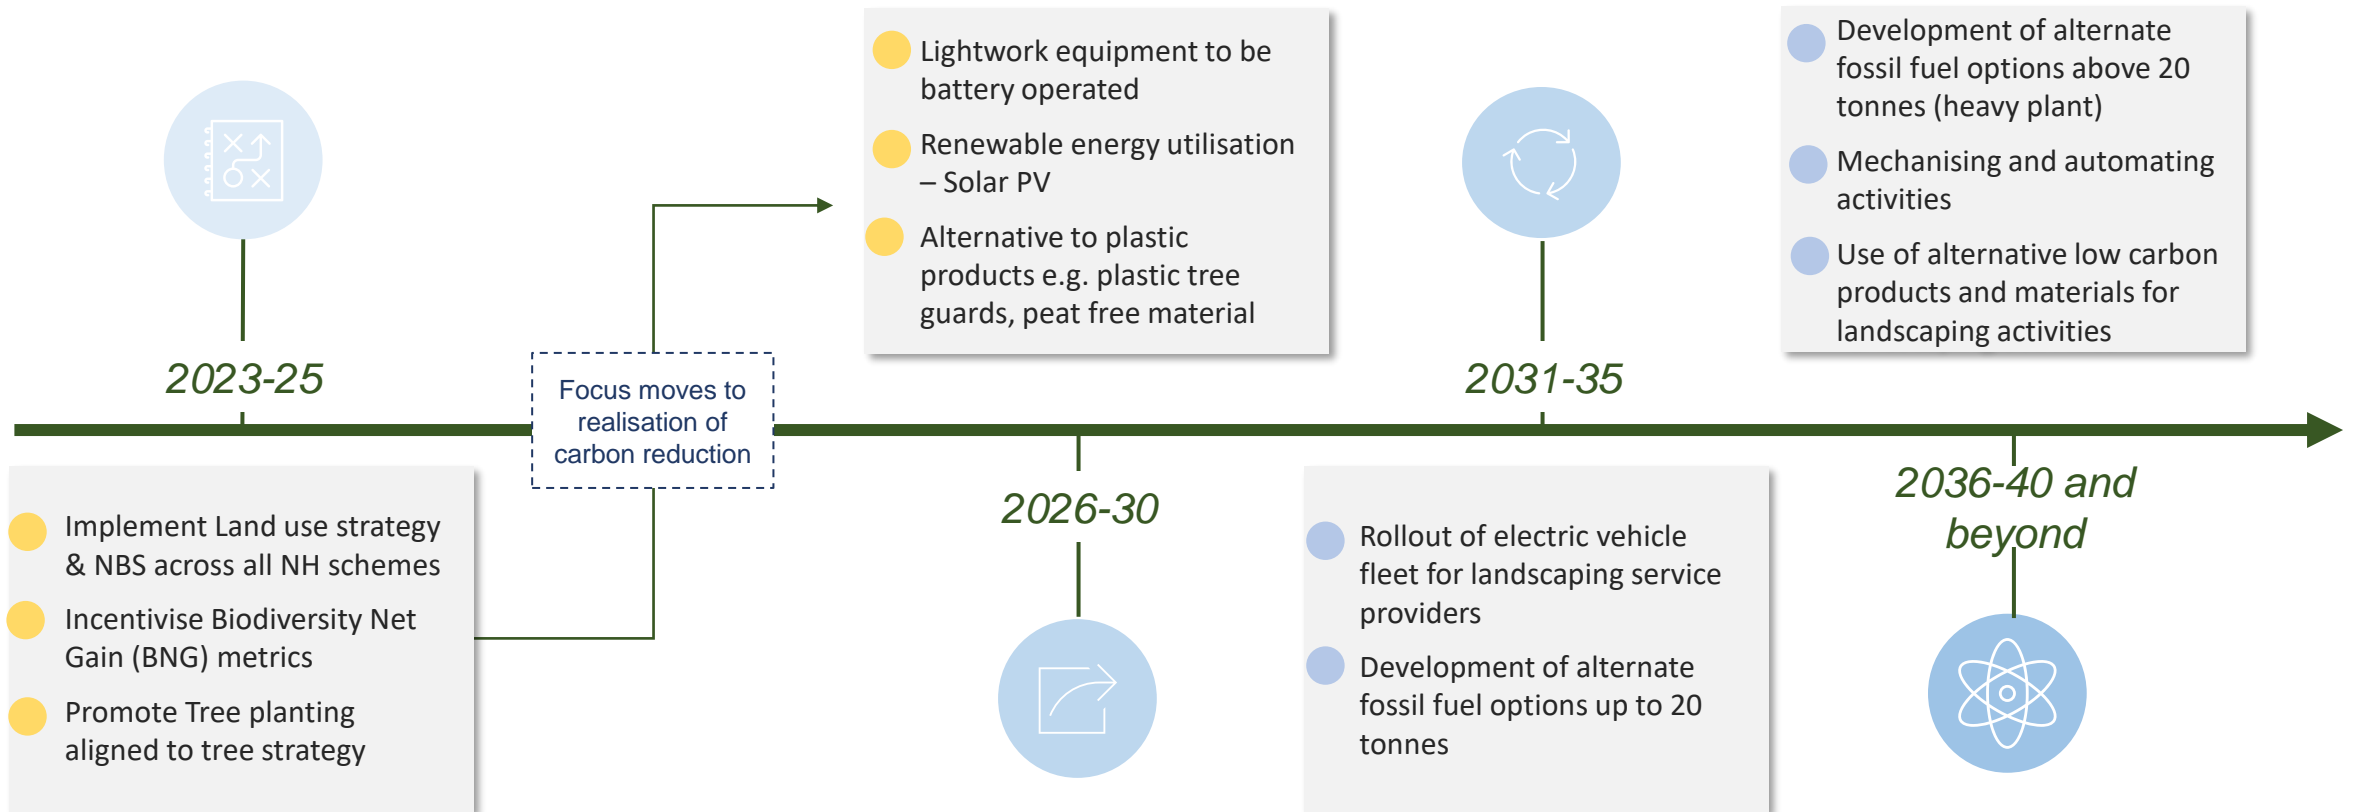 2023-25
Implement Land use strategy
& NBS across all NH schemes
Incentivise Biodiversity Net
Gain (BNG) metrics
Promote Tree planting
aligned to tree strategy
Focus moves to
realisation of
carbon reduction
Lightwork equipment to be
battery operated
Renewable energy utilisation
– Solar PV
Alternative to plastic
products e.g. plastic tree
guards, peat free material
2026-30
2031-35
Rollout of electric vehicle
fleet for landscaping service
providers
Development of alternate
fossil fuel options up to 20
tonnes
Development of alternate
fossil fuel options above 20
tonnes (heavy plant)
Mechanising and automating
activities
Use of alternative low carbon
products and materials for
landscaping activities
2036-40 and
beyond